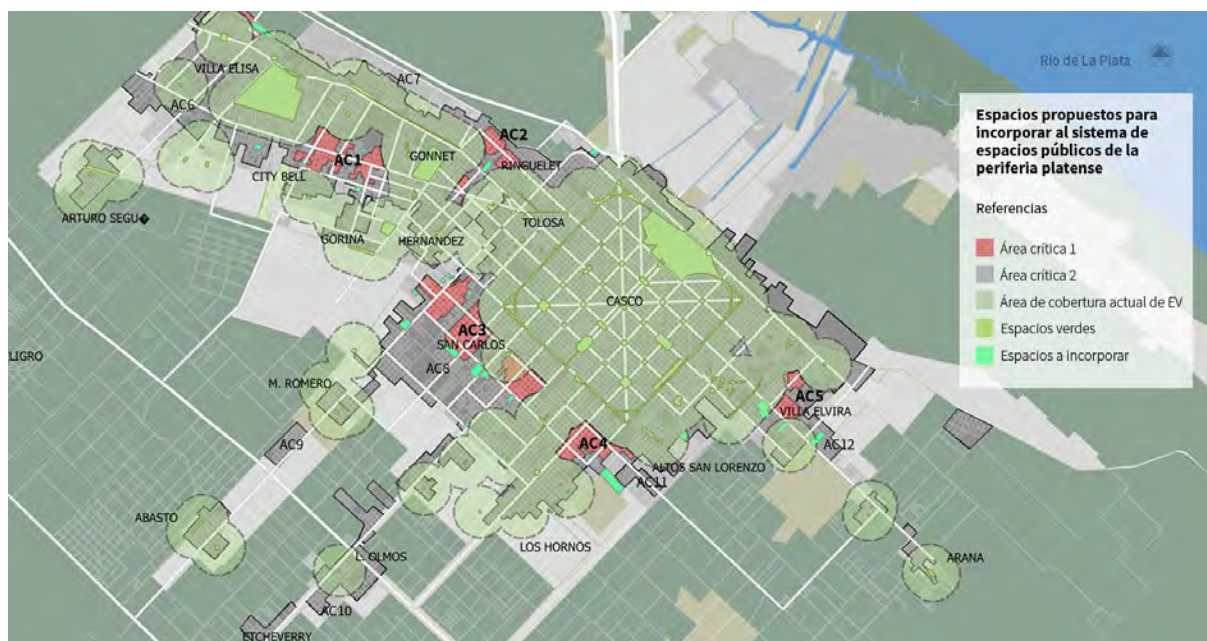 Río de La Plata
Espacios propuestos para
incorporar al sistema de
espacios públicos de la
periferia platense
Referencias
Área crítica 1
Área crítica 2
Área de cobertura actual de EV
Espacios verdes
Espacios a incorporar
VILLA ELISA
AC7
AC6
AC2
AC1
GONNET
RINGUELET
CITY BELL
ARTURO SEGU�
TOLOSA
GORINA
HERNANDEZ
CASCO
AC3
SAN CARLOS
LIGRO
AC8
M. ROMERO
AC5
VILLA ELVIRA
AC9
AC4
AC12
ALTOS SAN LORENZO
AC11
ABASTO
LOS HORNOS
L. OLMOS
ARANA
AC10
ETCHEVERRY